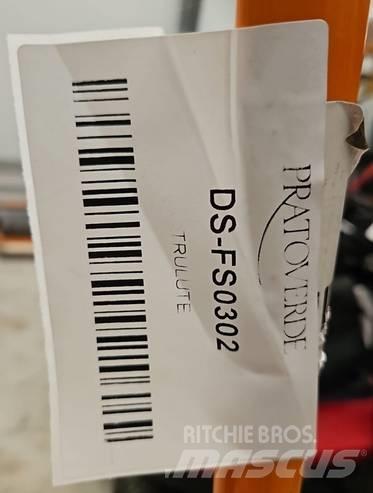 PRATOVERDE
DS-FS0302
TRULUTE
RITCHIE BROS.
MASCUS